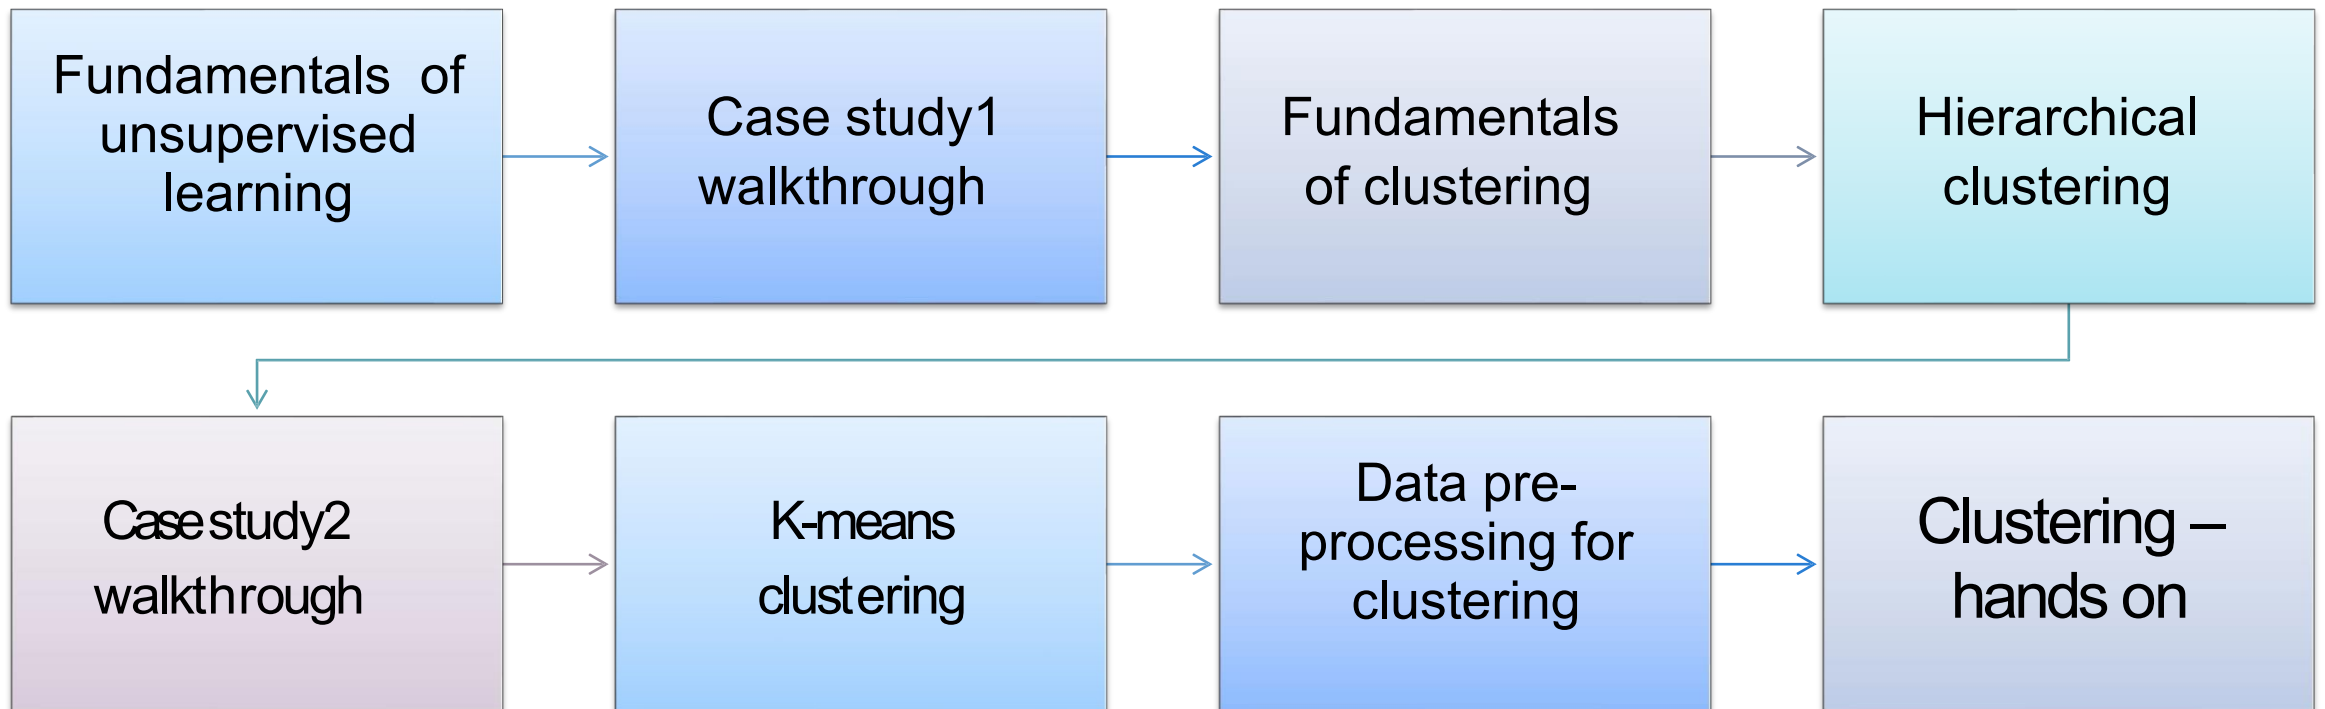 Fundamentals of
unsupervised
learning
Case study1
walkthrough
Fundamentals
of clustering
Hierarchical
clustering
Case study2
walkthrough
K-means
clustering
Data pre-
processing for
clustering
Clustering –
hands on